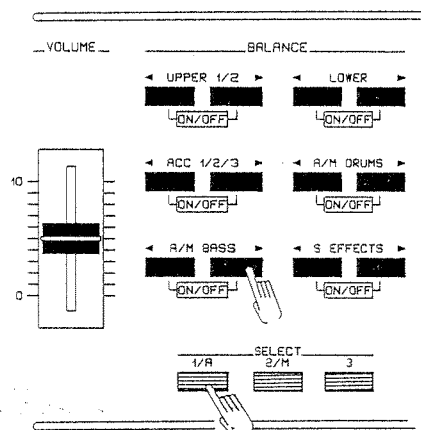 VOLUME BALANCE
◄ UPPER 1/2 ► ◄ LOWER ►
ON/OFF ON/OFF
◄ ACC 1/2/3 ► ◄ A/M DRUMS ►
ON/OFF ON/OFF
10
◄ A/M BASS ► ◄ S EFFECTS ►
ON/OFF ON/OFF
0
SELECT
1/A 2/M 3